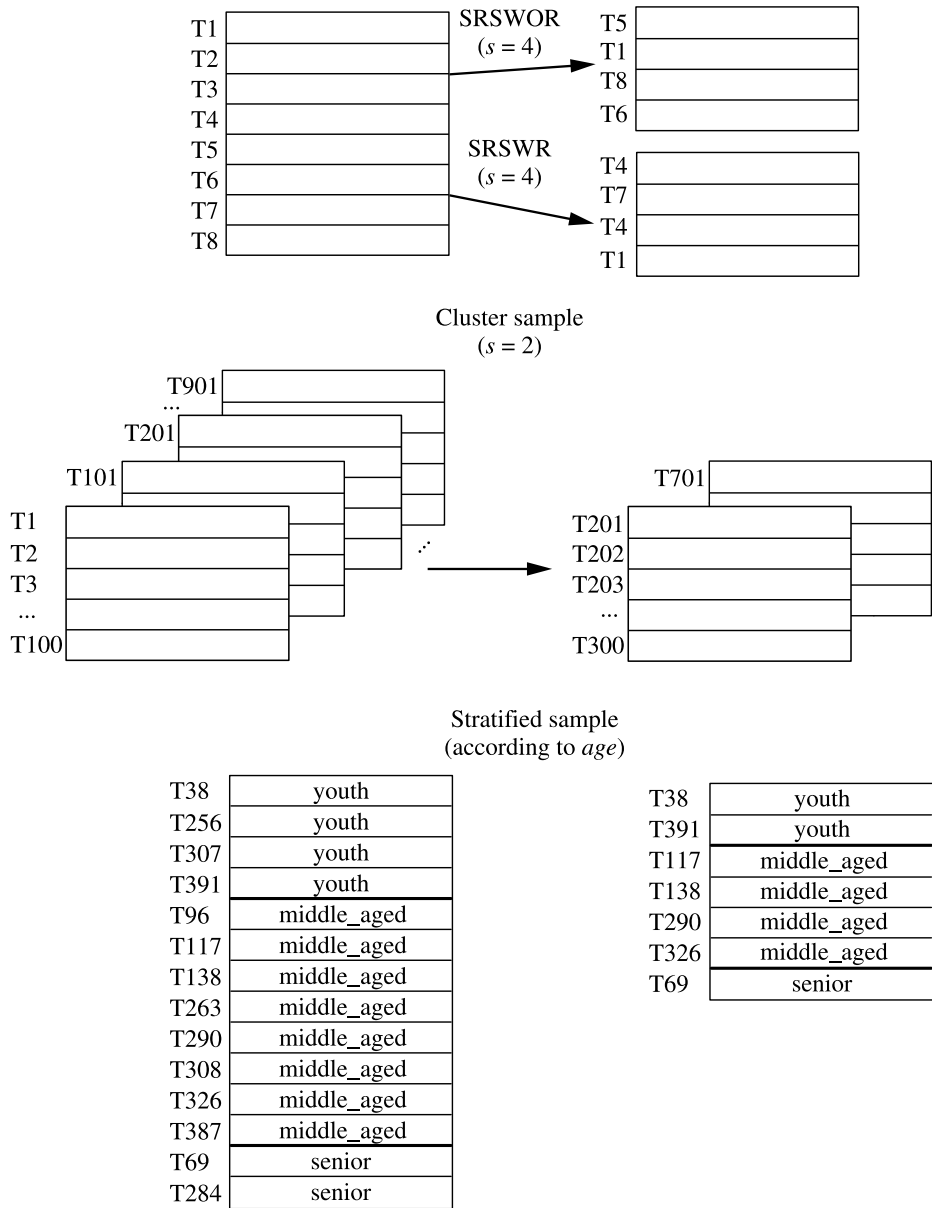 T1
T2
T3
T4
T5
T6
T7
T8
SRSWOR
(s = 4)
SRSWR
(s = 4)
T5
T1
T8
T6
T4
T7
T4
T1
Cluster sample
(s = 2)
T901
...
T201
T101
T1
T2
T3
...
T100
...
T701
T201
T202
T203
...
T300
Stratified sample
(according to age)
T38 youth
T256 youth
T307 youth
T391 youth
T96 middle_aged
T117 middle_aged
T138 middle_aged
T263 middle_aged
T290 middle_aged
T308 middle_aged
T326 middle_aged
T387 middle_aged
T69 senior
T284 senior
T38 youth
T391 youth
T117 middle_aged
T138 middle_aged
T290 middle_aged
T326 middle_aged
T69 senior